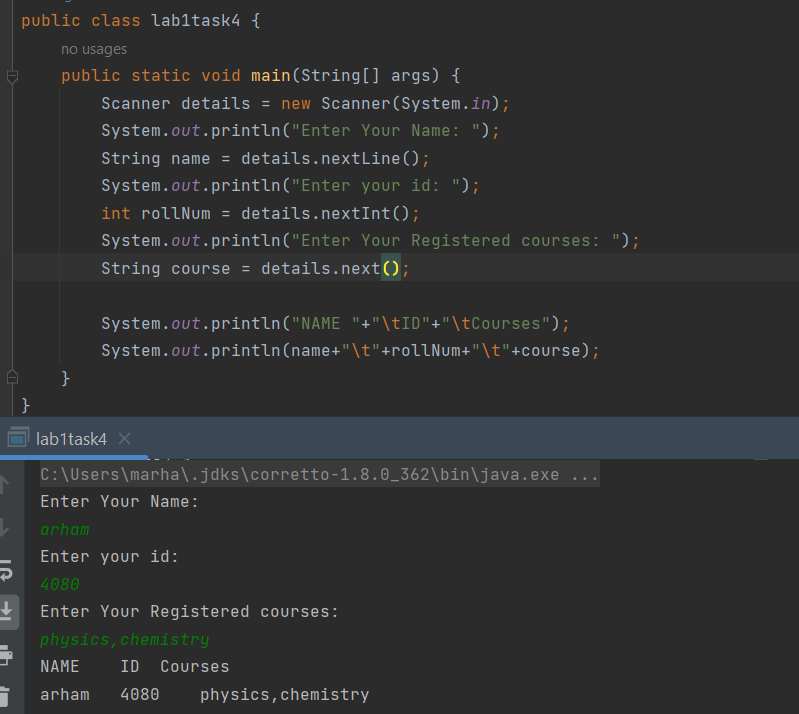 public class lab1task4 {
no usages
public static void main(String[] args) {
Scanner details = new Scanner(System.in);
System.out.println("Enter Your Name: ");
String name = details.nextLine();
System.out.println("Enter your id: ");
int rollNum = details.nextInt();
System.out.println("Enter Your Registered courses: ");
String course = details.next();
System.out.println("NAME "+"\tID"+"\tCourses");
System.out.println(name+"\t"+rollNum+"\t"+course);
}
}
lab1task4
C:\Users\marha\.jdks\corretto-1.8.0_362\bin\java.exe ...
Enter Your Name:
arham
Enter your id:
4080
Enter Your Registered courses:
physics,chemistry
NAME    ID  Courses
arham   4080    physics,chemistry